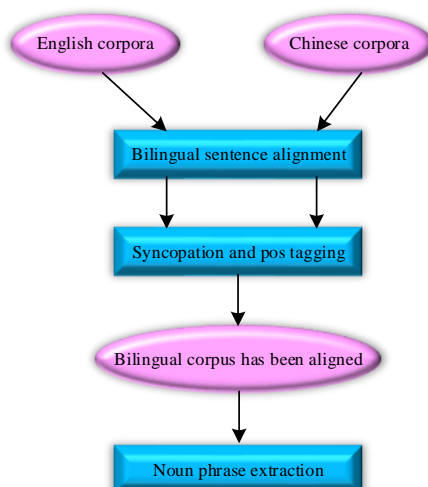 English corpora
Chinese corpora
Bilingual sentence alignment
Syncopation and pos tagging
Bilingual corpus has been aligned
Noun phrase extraction